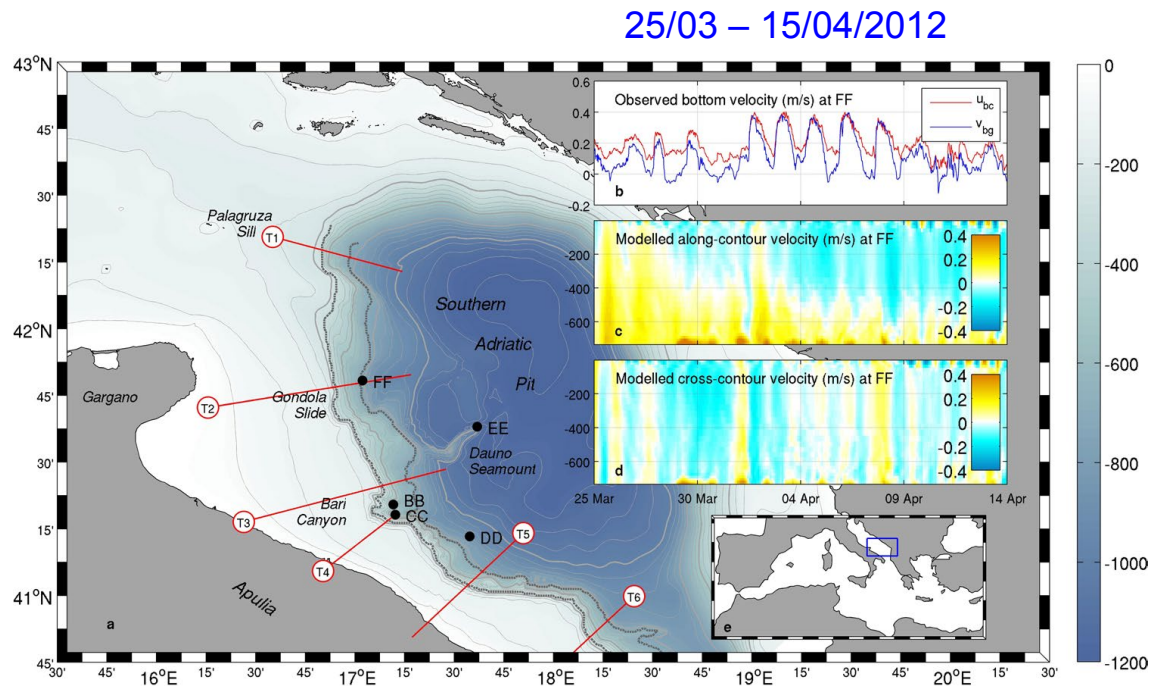 25/03 – 15/04/2012
43°N
45'
30'
15'
42°N
45'
30'
15'
41°N
45'
30'
16°E
15'
30'
45'
17°E
15'
30'
45'
18°E
15'
30'
45'
19°E
15'
30'
45'
20°E
15'
30'
0
-200
-400
-600
-800
-1000
-1200
Palagruza
Sill
T1
Southern
Adriatic
Pit
Gargano
T2
Gondola
Slide
FF
EE
Dauno
Seamount
T3
Bari
Canyon
BB
CC
DD
T4
T5
T6
Apulia
a
Observed bottom velocity (m/s) at FF
u_bc
v_bg
0.6
0.4
0.2
0
-0.2
b
Modelled along-contour velocity (m/s) at FF
-200
-400
-600
0.4
0.2
0
-0.2
-0.4
c
Modelled cross-contour velocity (m/s) at FF
-200
-400
-600
0.4
0.2
0
-0.2
-0.4
d
25 Mar
30 Mar
04 Apr
09 Apr
14 Apr
e